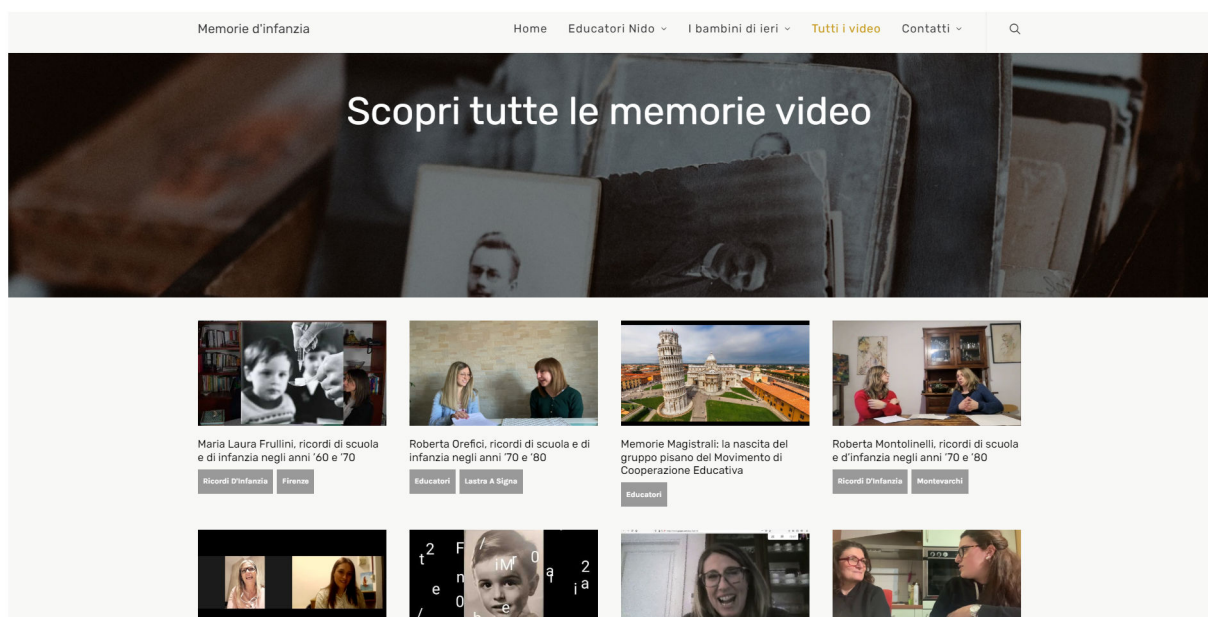 Memorie d'infanzia
Home Educatori Nido I bambini di ieri Tutti i video Contatti
Scopri tutte le memorie video
Maria Laura Frullini, ricordi di scuola
e di infanzia negli anni ’60 e ’70
Ricordi D'Infanzia Firenze
Roberta Orefici, ricordi di scuola e di
infanzia negli anni ’70 e ’80
Educatori Lastra A Signa
Memorie Magistrali: la nascita del
gruppo pisano del Movimento di
Cooperazione Educativa
Educatori
Roberta Montolinelli, ricordi di scuola
e d’infanzia negli anni ’70 e ’80
Ricordi D'Infanzia Montevarchi